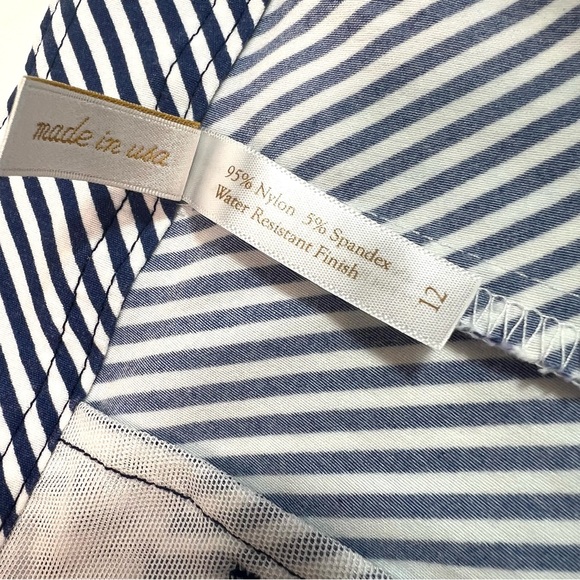 made in usa
95% Nylon 5% Spandex
Water Resistant Finish
12